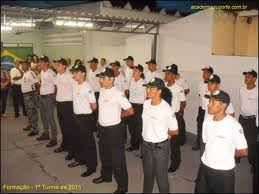 academiasuporte.com.br
Formação - 1ª Turma de 2011